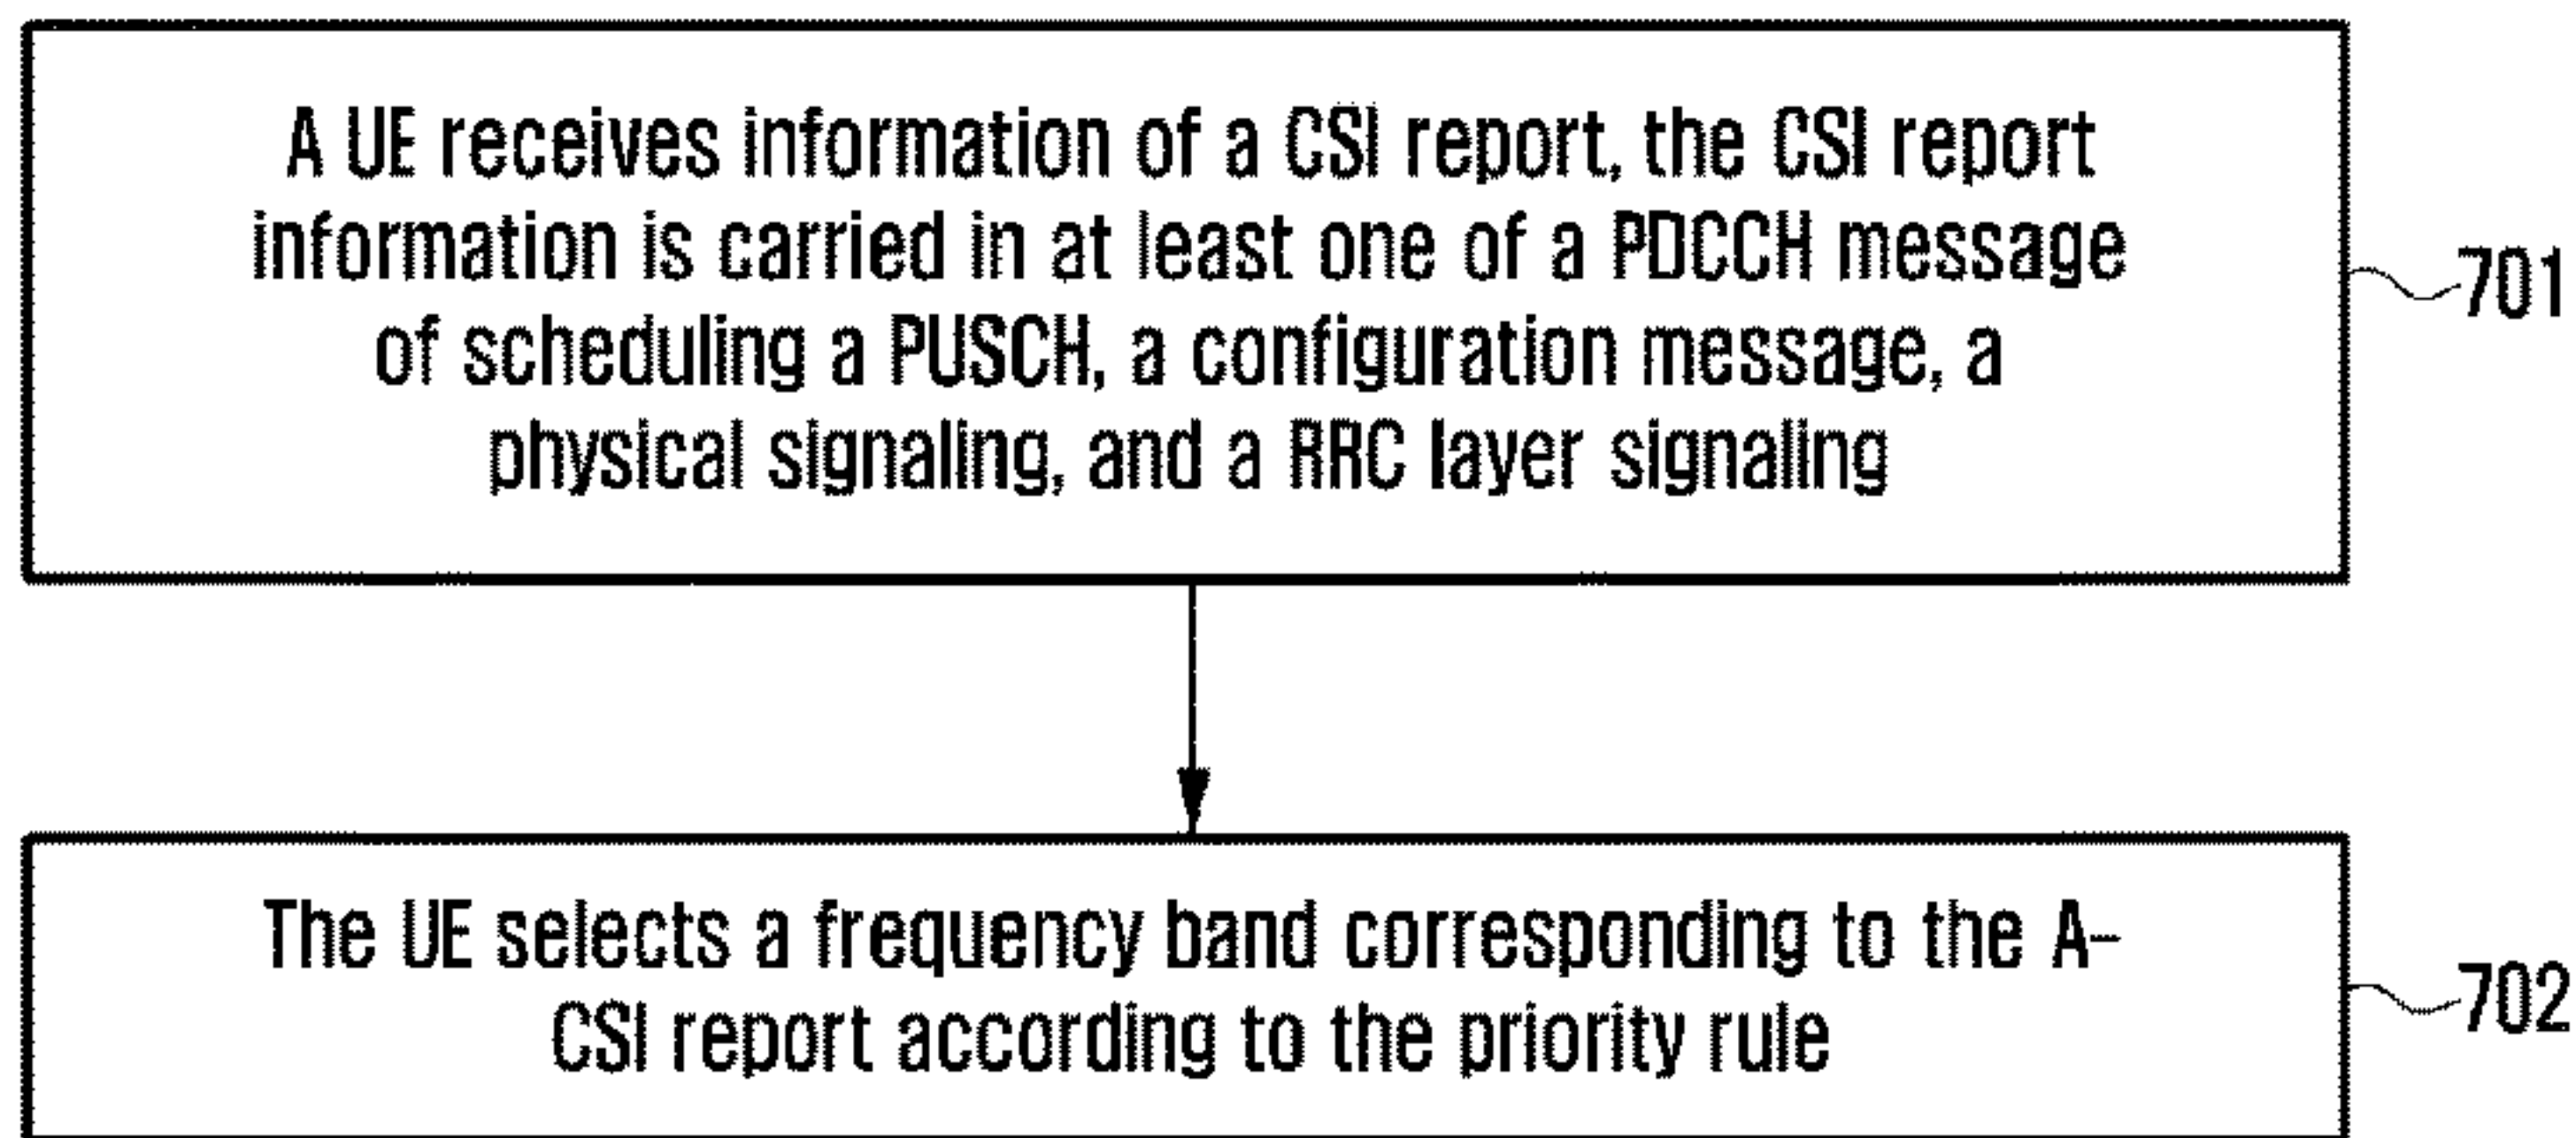 A UE receives information of a CSI report, the CSI report
information is carried in at least one of a PDCCH message
of scheduling a PUSCH, a configuration message, a
physical signaling, and a RRC layer signaling
701
The UE selects a frequency band corresponding to the A-
CSI report according to the priority rule
702